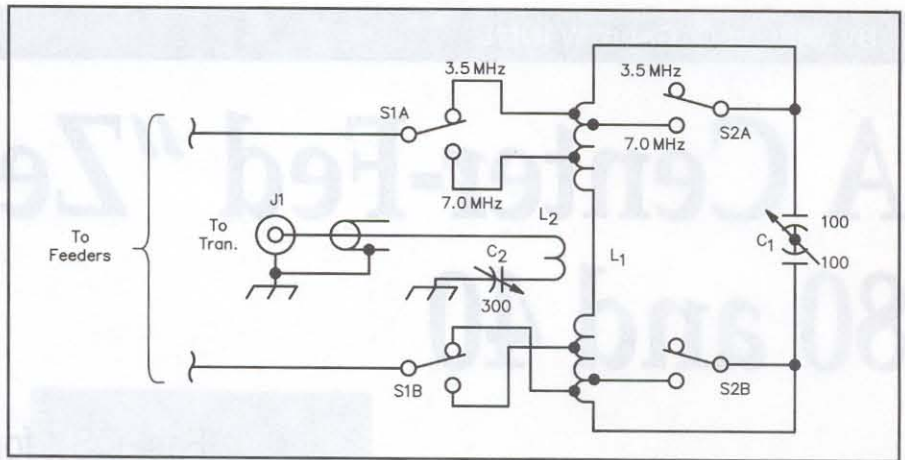 3.5 MHz
3.5 MHz
S1A
S2A
7.0 MHz
7.0 MHz
J1
L2
To
Feeders
To
Tran.
C2
300
L1
C1
100
100
S1B
S2B
A Center-Fed "Ze
80 and 40